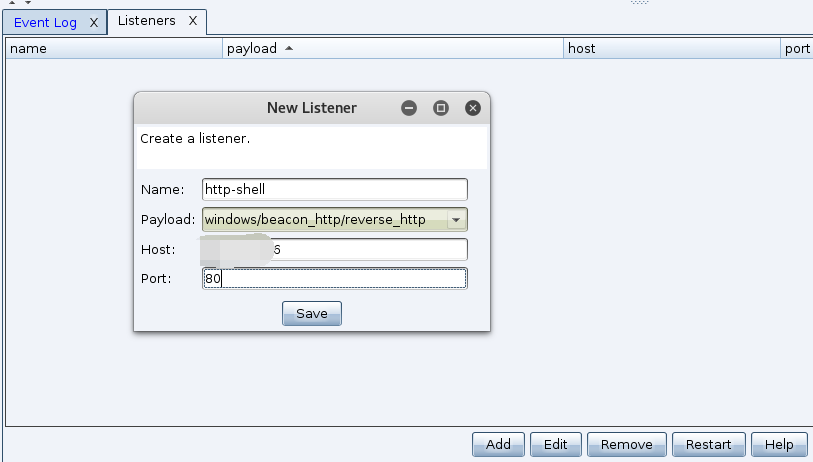 Event Log X Listeners X
name payload host port
New Listener
Create a listener.
Name: http-shell
Payload: windows/beacon_http/reverse_http
Host: 6
Port: 80
Save
Add Edit Remove Restart Help